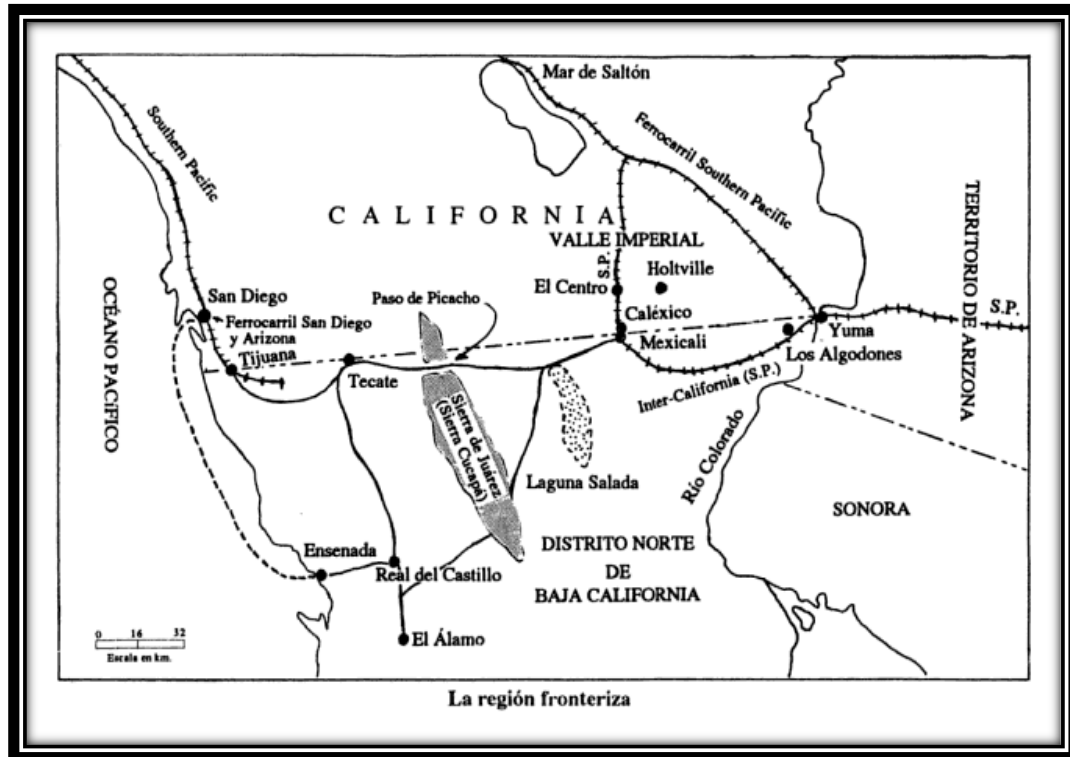 Mar de Saltón
Southern Pacific
Ferrocarril Southern Pacific
CALIFORNIA
VALLE IMPERIAL
S.P.
Holtville
El Centro
TERRITORIO DE ARIZONA
OCÉANO PACÍFICO
San Diego
Paso de Picacho
Ferrocarril San Diego
y Arizona
Caléxico
S.P.
Yuma
Tijuana
Mexicali
Los Algodones
Tecate
Inter-California (S.P.)
Sierra de Juárez
(Sierra Cucapá)
Río Colorado
Laguna Salada
SONORA
DISTRITO NORTE
DE
BAJA CALIFORNIA
Ensenada
Real del Castillo
El Álamo
0 16 32
Escala en km.
La región fronteriza